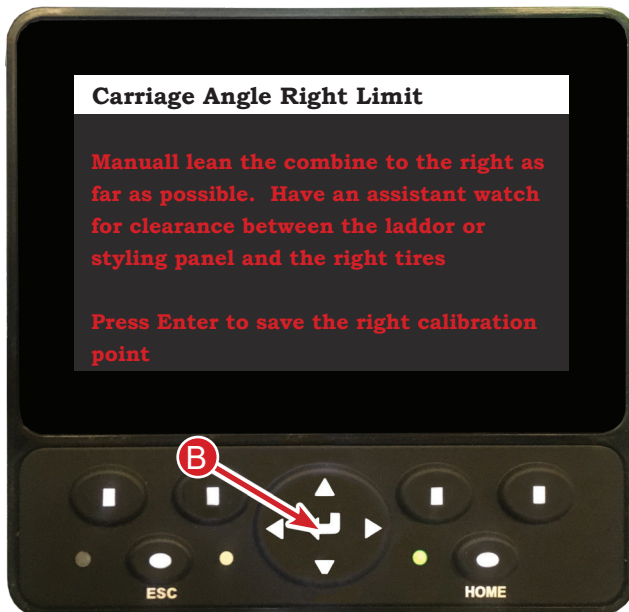 Carriage Angle Right Limit
Manuall lean the combine to the right as
far as possible. Have an assistant watch
for clearance between the laddor or
styling panel and the right tires
Press Enter to save the right calibration
point
B
ESC
HOME